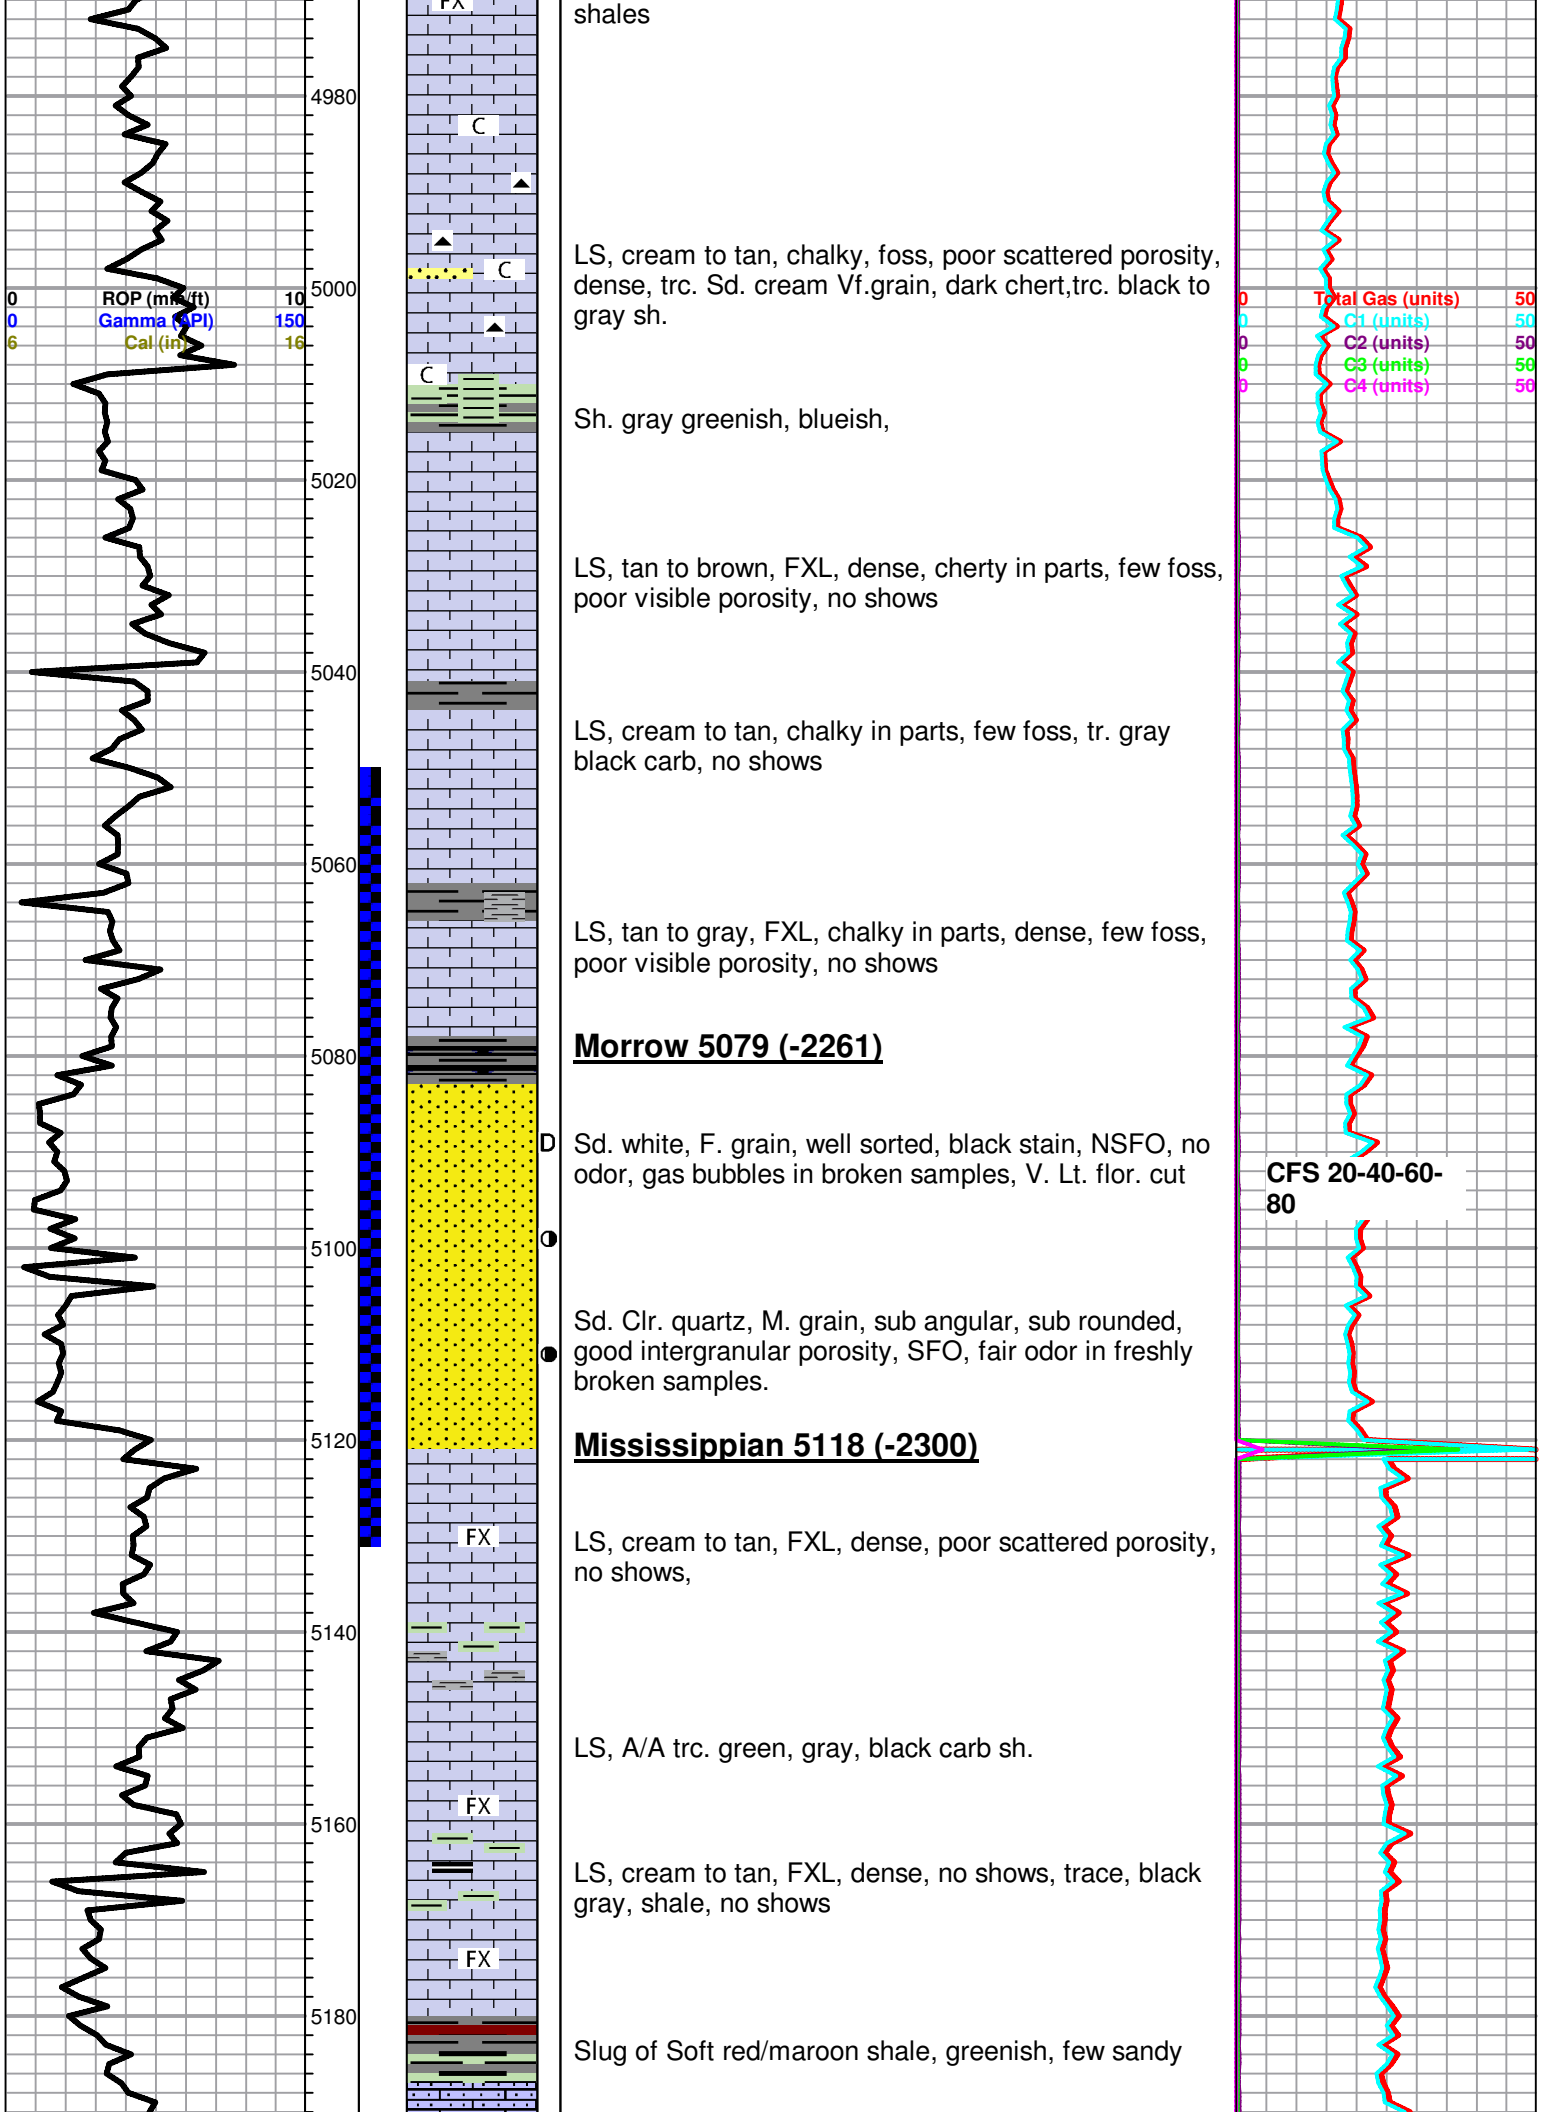 FX
shales
4980
C
LS, cream to tan, chalky, foss, poor scattered porosity,
dense, trc. Sd. cream Vf.grain, dark chert,trc. black to
gray sh.
C
5000
0 ROP (min/ft) 10
0 Gamma (API) 150
6 Cal (in) 16
0 Total Gas (units) 50
0 C1 (units) 50
0 C2 (units) 50
0 C3 (units) 50
0 C4 (units) 50
C
Sh. gray greenish, blueish,
5020
LS, tan to brown, FXL, dense, cherty in parts, few foss,
poor visible porosity, no shows
5040
LS, cream to tan, chalky in parts, few foss, tr. gray
black carb, no shows
5060
LS, tan to gray, FXL, chalky in parts, dense, few foss,
poor visible porosity, no shows
Morrow 5079 (-2261)
5080
D
Sd. white, F. grain, well sorted, black stain, NSFO, no
odor, gas bubbles in broken samples, V. Lt. flor. cut
CFS 20-40-60-
80
5100
Sd. Clr. quartz, M. grain, sub angular, sub rounded,
good intergranular porosity, SFO, fair odor in freshly
broken samples.
5120
Mississippian 5118 (-2300)
FX
LS, cream to tan, FXL, dense, poor scattered porosity,
no shows,
5140
LS, A/A trc. green, gray, black carb sh.
FX
5160
LS, cream to tan, FXL, dense, no shows, trace, black
gray, shale, no shows
FX
5180
Slug of Soft red/maroon shale, greenish, few sandy